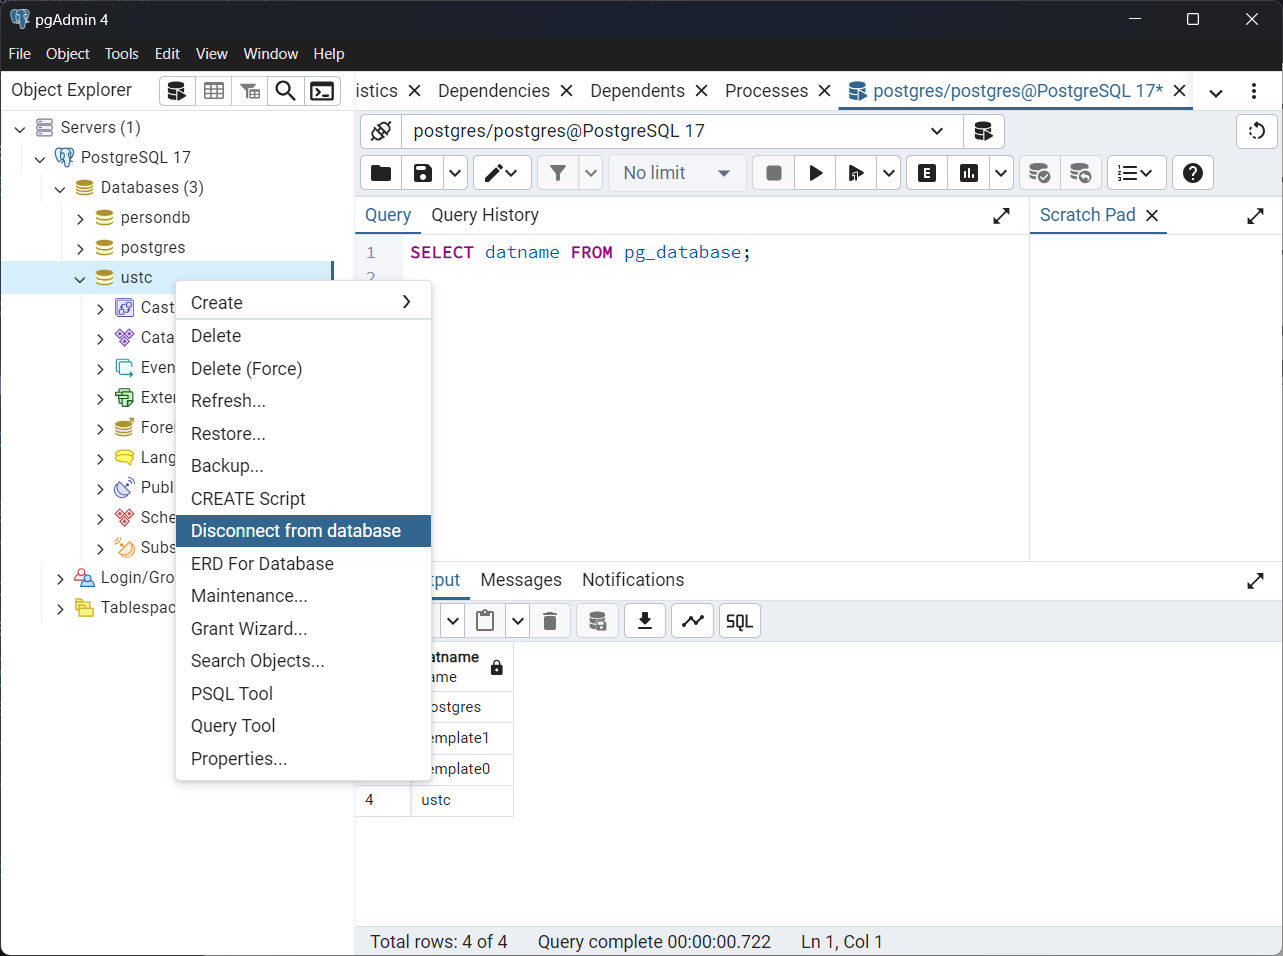 pgAdmin 4
File Object Tools Edit View Window Help
Object Explorer
istics Dependencies Dependents Processes postgres/postgres@PostgreSQL 17*
Servers (1)
PostgreSQL 17
Databases (3)
persondb
postgres
ustc
Cast
Cata
Even
Exter
Fore
Lang
Publ
Sche
Subs
Login/Gro
Tablespac
Create
Delete
Delete (Force)
Refresh...
Restore...
Backup...
CREATE Script
Disconnect from database
ERD For Database
Maintenance...
Grant Wizard...
Search Objects...
PSQL Tool
Query Tool
Properties...
postgres/postgres@PostgreSQL 17
No limit
E
Query Query History
Scratch Pad
1 SELECT datname FROM pg_database;
2
tput Messages Notifications
SQL
atname
ame
ostgres
emplate1
emplate0
4 ustc
Total rows: 4 of 4 Query complete 00:00:00.722 Ln 1, Col 1